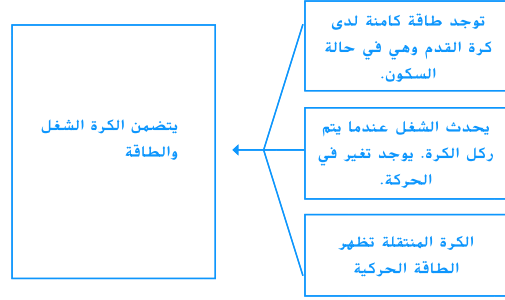 توجد طاقة كامنة لدى
كرة القدم وهي في حالة
السكون.
يحدث الشغل عندما يتم
ركل الكرة. يوجد تغير في
الحركة.
الكرة المنتقلة تظهر
الطاقة الحركية
يتضمن الكرة الشغل
والطاقة